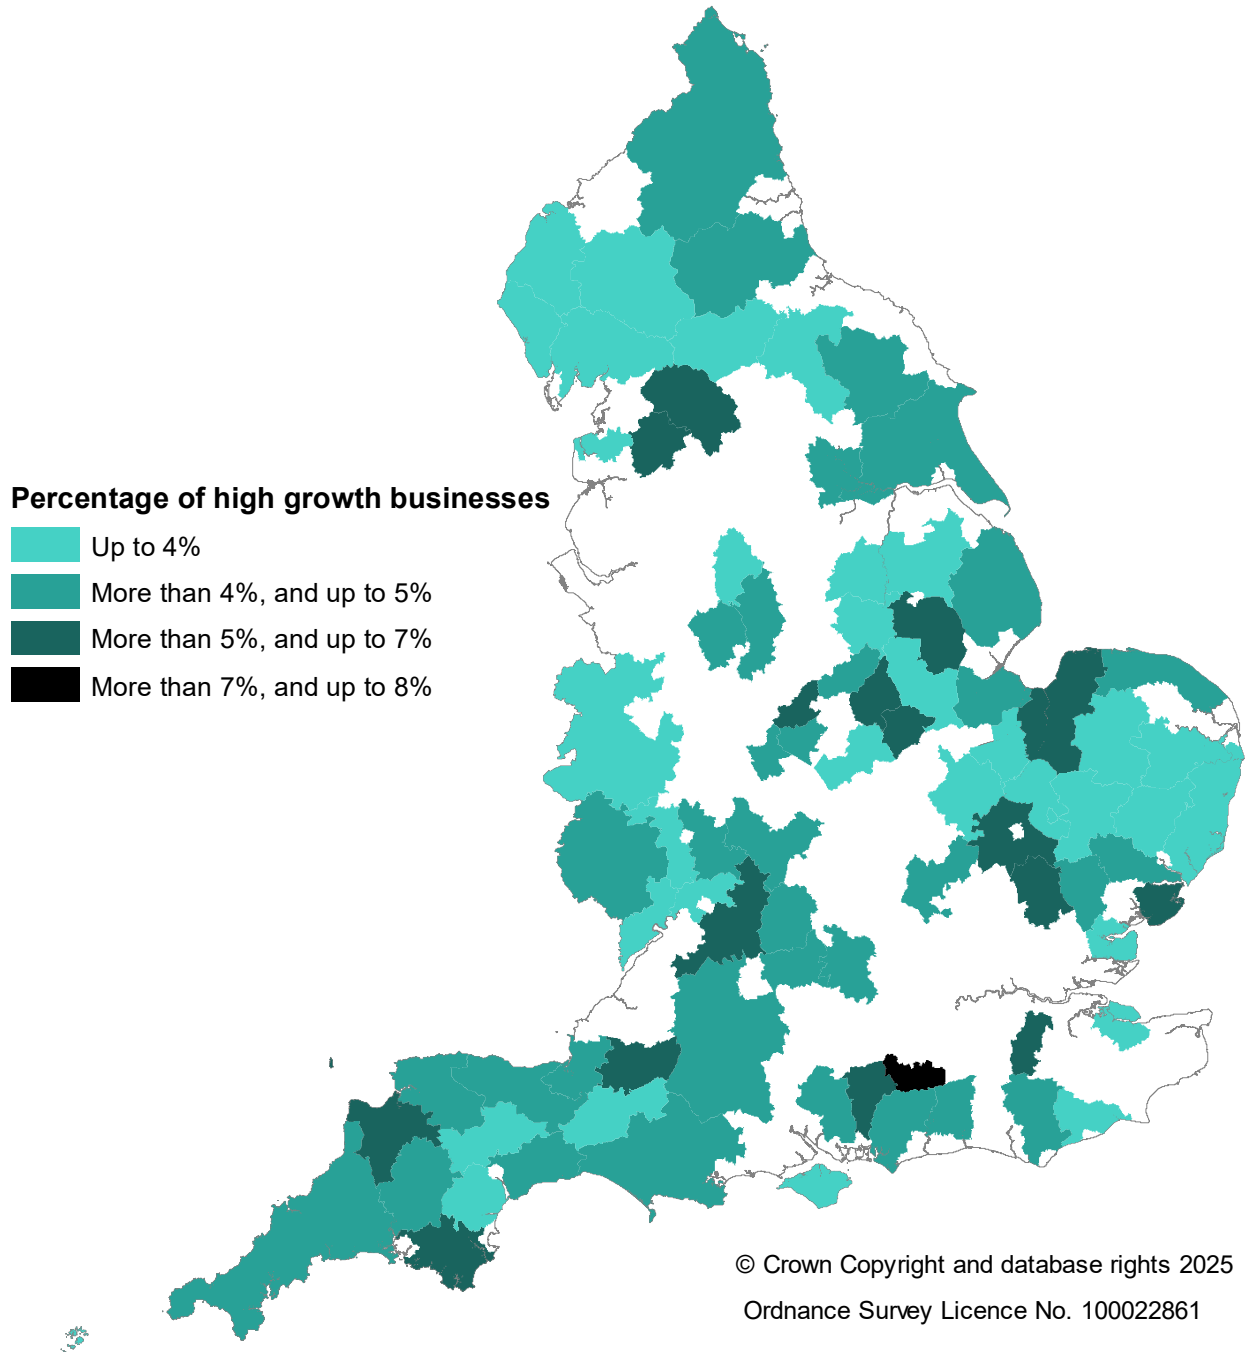 Percentage of high growth businesses
Up to 4%
More than 4%, and up to 5%
More than 5%, and up to 7%
More than 7%, and up to 8%
© Crown Copyright and database rights 2025
Ordnance Survey Licence No. 100022861